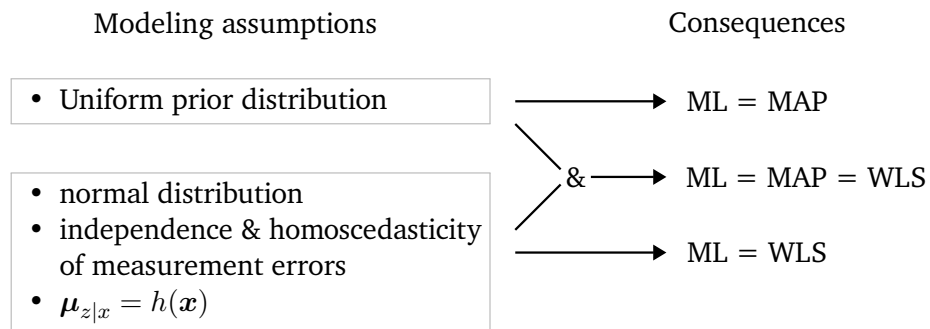 Modeling assumptions
Consequences
• Uniform prior distribution
ML = MAP
& ML = MAP = WLS
• normal distribution
• independence & homoscedasticity
of measurement errors
• μ_{z|x} = h(x)
ML = WLS